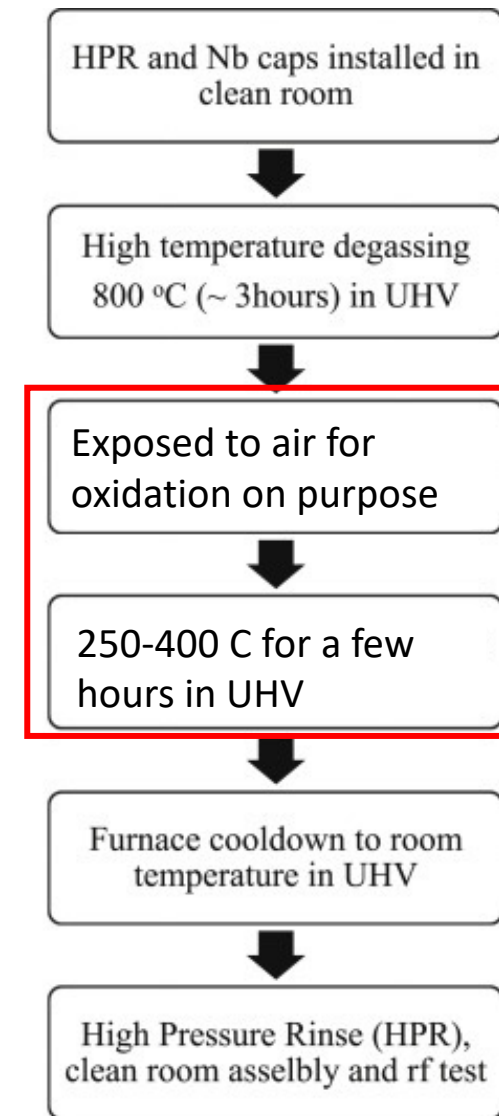 HPR and Nb caps installed in
clean room
High temperature degassing
800 °C (~ 3hours) in UHV
Exposed to air for
oxidation on purpose
250-400 C for a few
hours in UHV
Furnace cooldown to room
temperature in UHV
High Pressure Rinse (HPR),
clean room asselbly and rf test